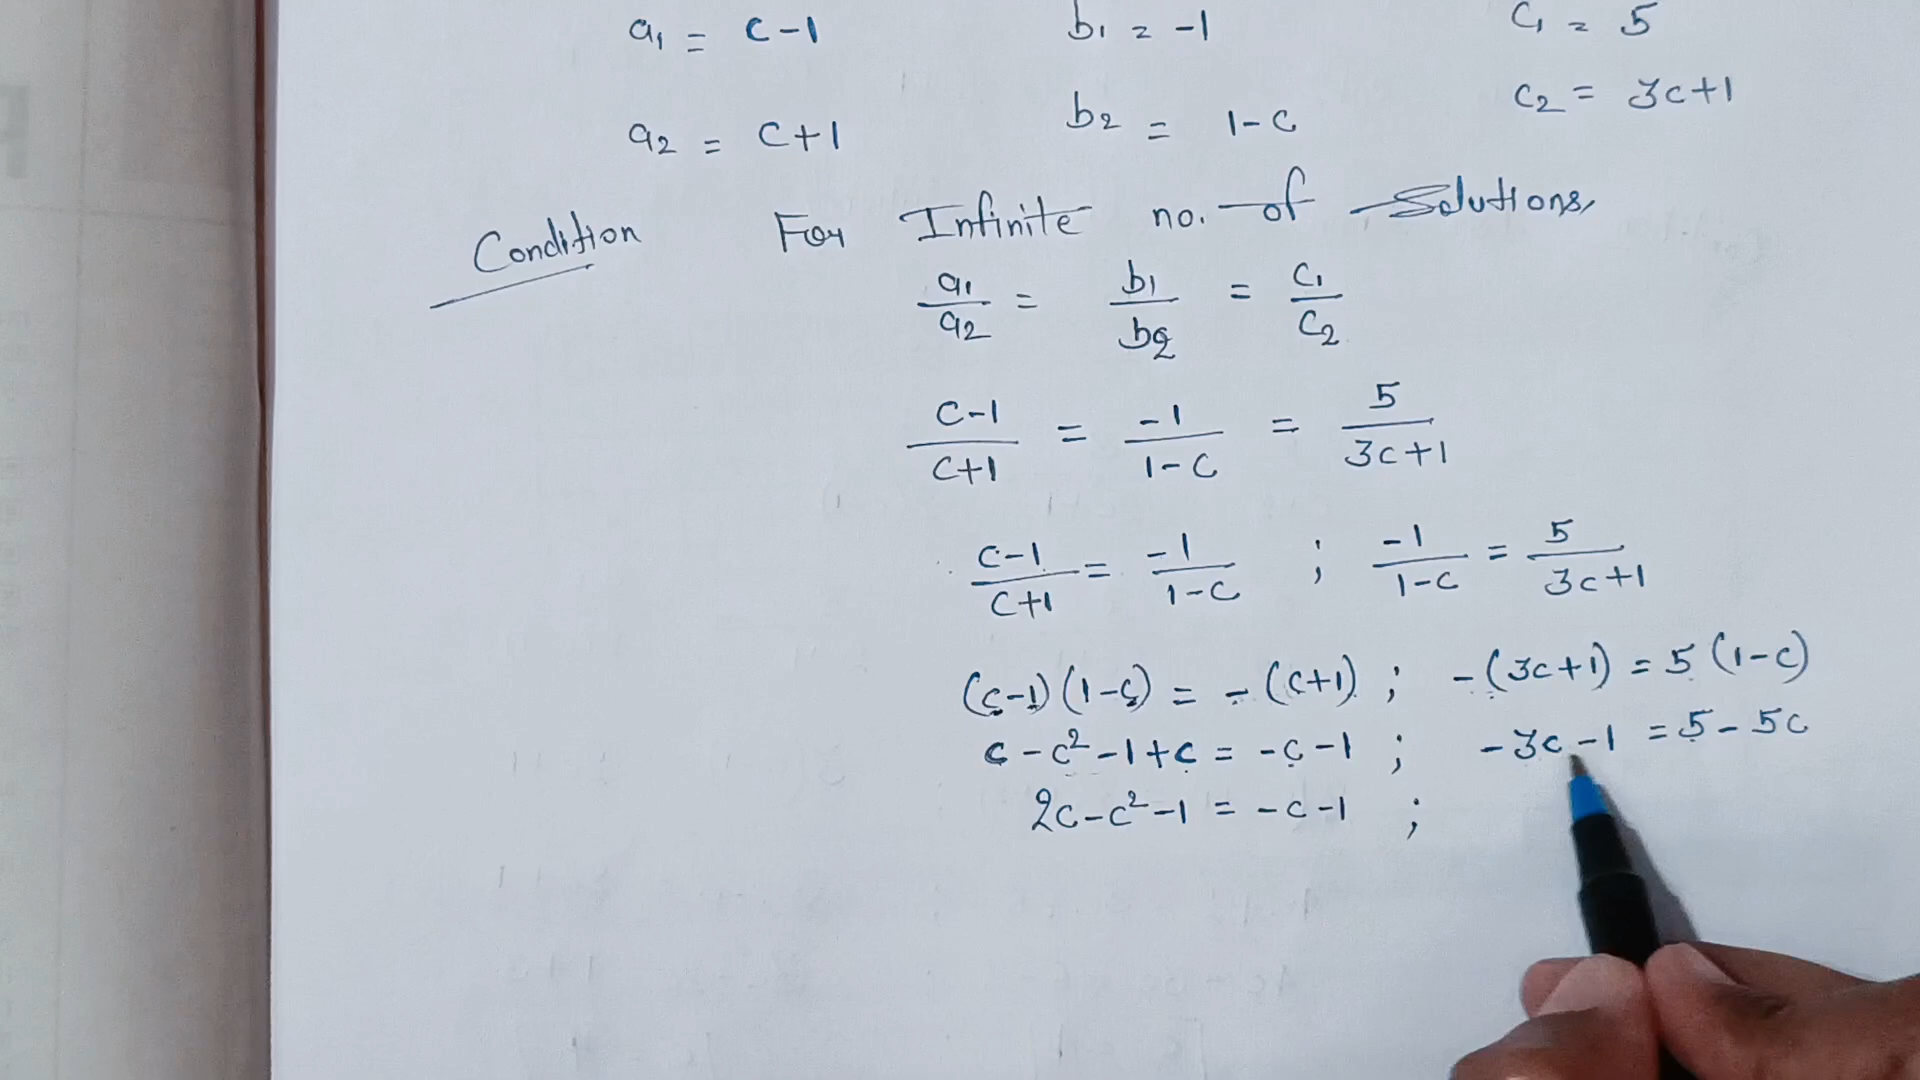 a₁ = c-1 b₁ = -1 c₁ = 5
a₂ = c+1 b₂ = 1-c c₂ = 3c+1
Condition For Infinite no. of Solutions,
a₁/a₂ = b₁/b₂ = c₁/c₂
c-1/c+1 = -1/1-c = 5/3c+1
c-1/c+1 = -1/1-c ; -1/1-c = 5/3c+1
(c-1)(1-c) = -(c+1) ; -(3c+1) = 5(1-c)
c-c²-1+c = -c-1 ; -3c-1 = 5-5c
2c-c²-1 = -c-1 ;